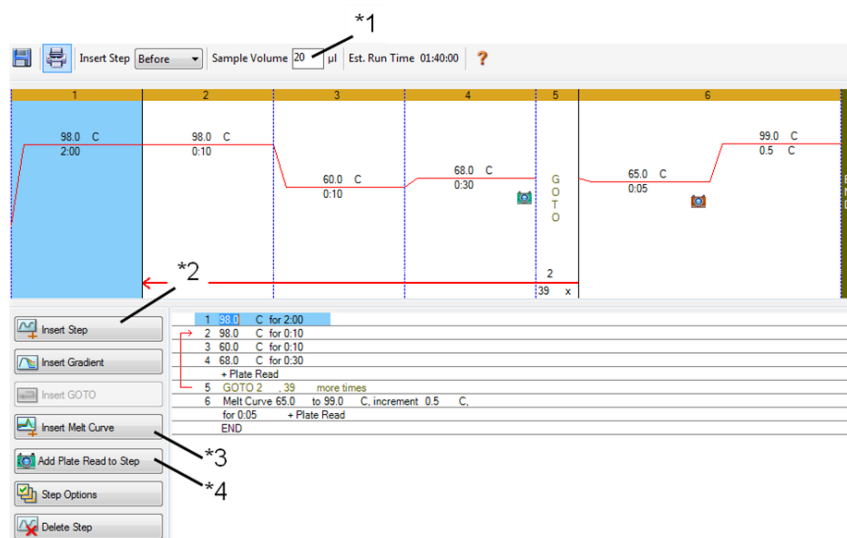 *1
Insert Step Before Sample Volume 20 µl Est. Run Time 01:40:00 ?
1 2 3 4 5 6
98.0 C 98.0 C 99.0 C
2:00 0:10 0.5 C
60.0 C 68.0 C 65.0 C
0:10 0:30 0:05
G
O
T
O
2
39 x
*2
Insert Step
Insert Gradient
Insert GOTO
Insert Melt Curve
Add Plate Read to Step
Step Options
Delete Step
*3
*4
1 98.0 C for 2:00
2 98.0 C for 0:10
3 60.0 C for 0:10
4 68.0 C for 0:30
+ Plate Read
5 GOTO 2 , 39 more times
6 Melt Curve 65.0 to 99.0 C, increment 0.5 C,
for 0:05 + Plate Read
END